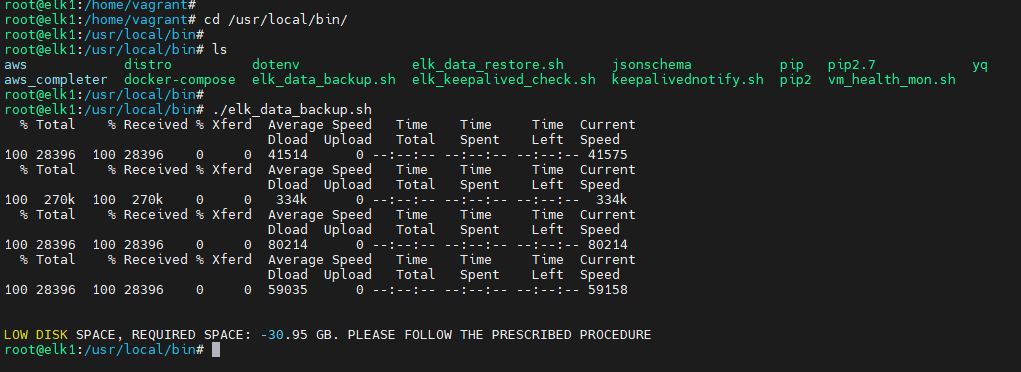 root@elk1:/home/vagrant#
root@elk1:/home/vagrant# cd /usr/local/bin/
root@elk1:/usr/local/bin#
root@elk1:/usr/local/bin# ls
aws distro dotenv elk_data_restore.sh jsonschema pip pip2.7 yq
aws_completer docker-compose elk_data_backup.sh elk_keepalived_check.sh keepalivednotify.sh pip2 vm_health_mon.sh
root@elk1:/usr/local/bin#
root@elk1:/usr/local/bin# ./elk_data_backup.sh
% Total % Received % Xferd Average Speed Time Time Time Current
Dload Upload Total Spent Left Speed
100 28396 100 28396 0 0 41514 0 --:--:-- --:--:-- --:--:-- 41575
% Total % Received % Xferd Average Speed Time Time Time Current
Dload Upload Total Spent Left Speed
100 270k 100 270k 0 0 334k 0 --:--:-- --:--:-- --:--:-- 334k
% Total % Received % Xferd Average Speed Time Time Time Current
Dload Upload Total Spent Left Speed
100 28396 100 28396 0 0 80214 0 --:--:-- --:--:-- --:--:-- 80214
% Total % Received % Xferd Average Speed Time Time Time Current
Dload Upload Total Spent Left Speed
100 28396 100 28396 0 0 59035 0 --:--:-- --:--:-- --:--:-- 59158
LOW DISK SPACE, REQUIRED SPACE: -30.95 GB. PLEASE FOLLOW THE PRESCRIBED PROCEDURE
root@elk1:/usr/local/bin#